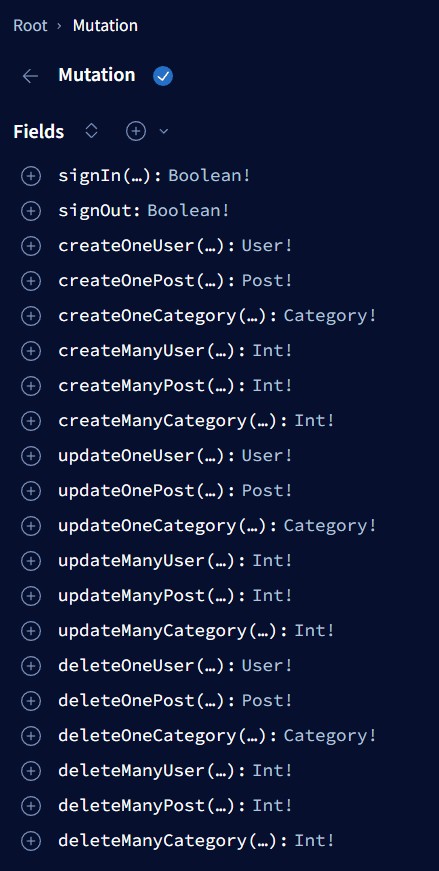 Root › Mutation
Mutation
Fields
signIn(…): Boolean!
signOut: Boolean!
createOneUser(…): User!
createOnePost(…): Post!
createOneCategory(…): Category!
createManyUser(…): Int!
createManyPost(…): Int!
createManyCategory(…): Int!
updateOneUser(…): User!
updateOnePost(…): Post!
updateOneCategory(…): Category!
updateManyUser(…): Int!
updateManyPost(…): Int!
updateManyCategory(…): Int!
deleteOneUser(…): User!
deleteOnePost(…): Post!
deleteOneCategory(…): Category!
deleteManyUser(…): Int!
deleteManyPost(…): Int!
deleteManyCategory(…): Int!